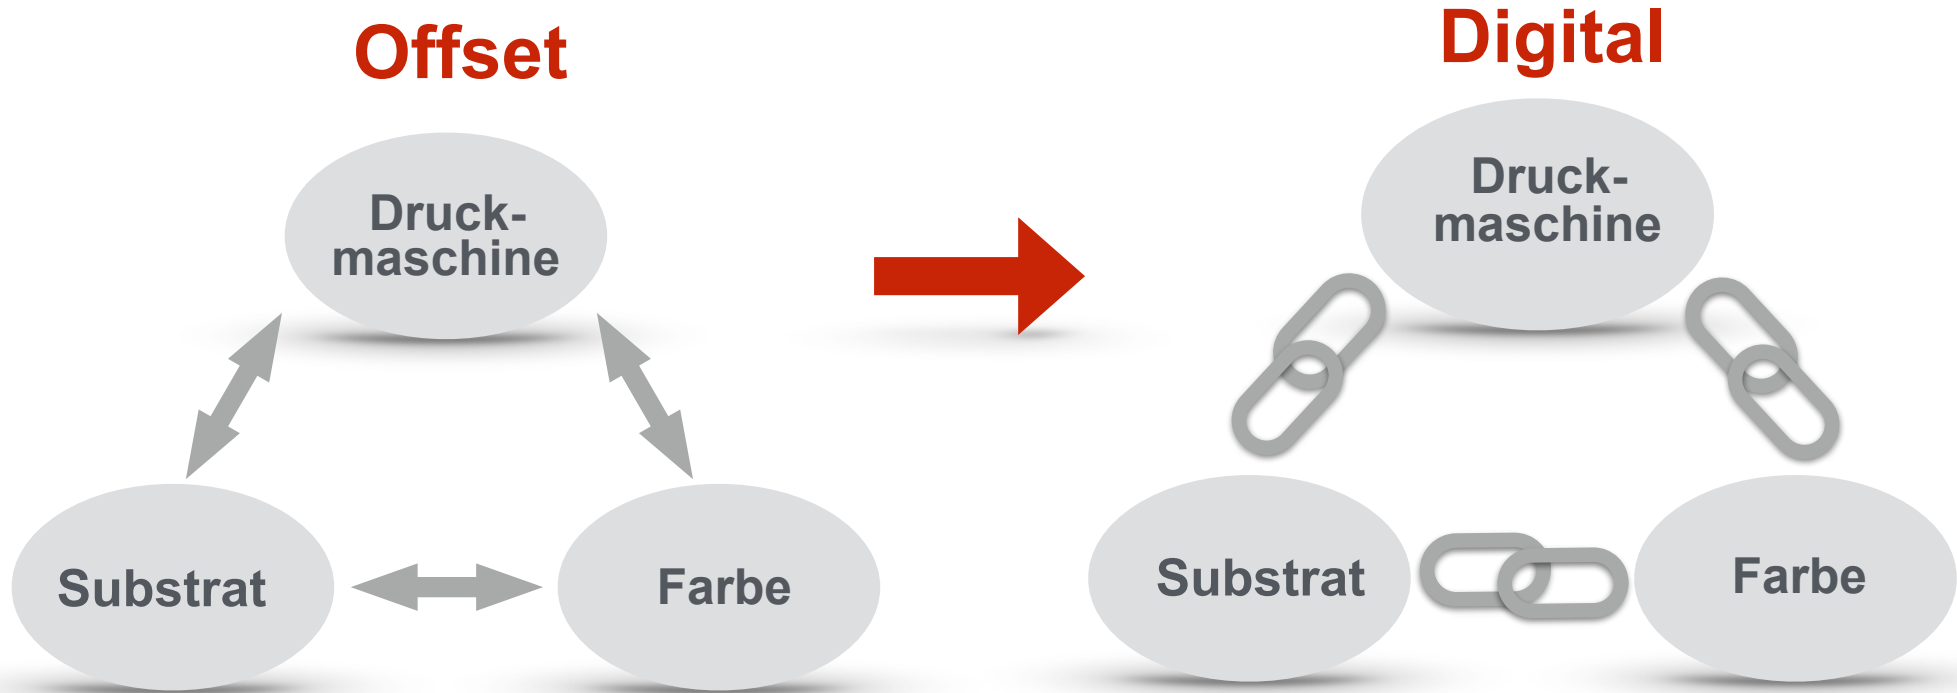 Offset
Druck-
maschine
Substrat
Farbe
Digital
Druck-
maschine
Substrat
Farbe